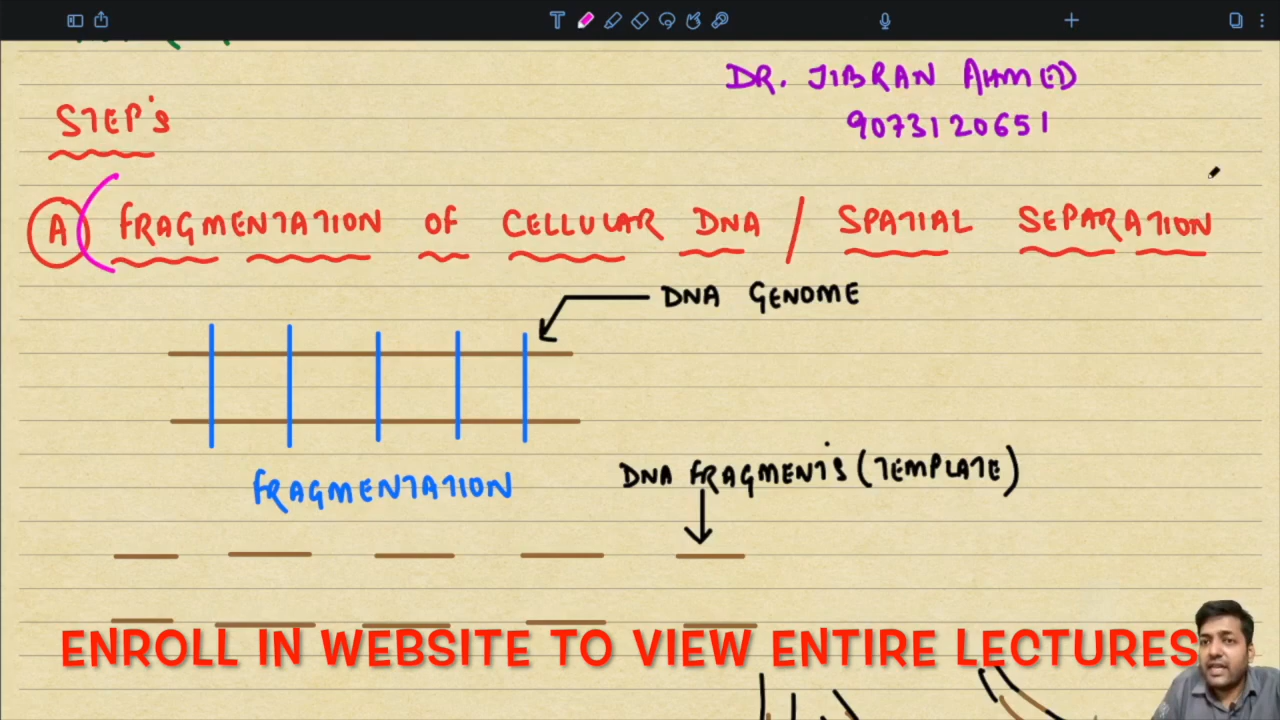 DR. JIBRAN AHMED
9073120651
STEP's
A FRAGMENTATION OF CELLULAR DNA / SPATIAL SEPARATION
DNA GENOME
FRAGMENTATION
DNA FRAGMENT'S (TEMPLATE)
ENROLL IN WEBSITE TO VIEW ENTIRE LECTURES